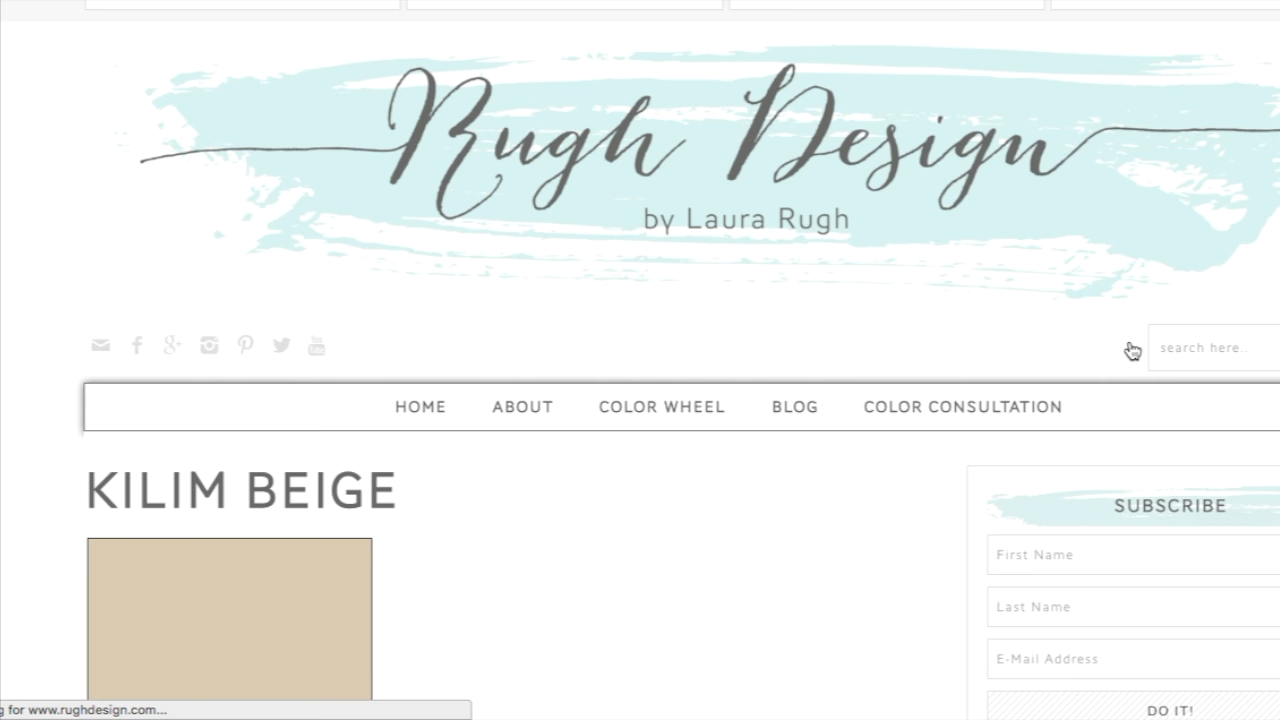 Rugh Design
by Laura Rugh
search here..
HOME ABOUT COLOR WHEEL BLOG COLOR CONSULTATION
KILIM BEIGE
SUBSCRIBE
First Name
Last Name
E-Mail Address
DO IT!
g for www.rughdesign.com...